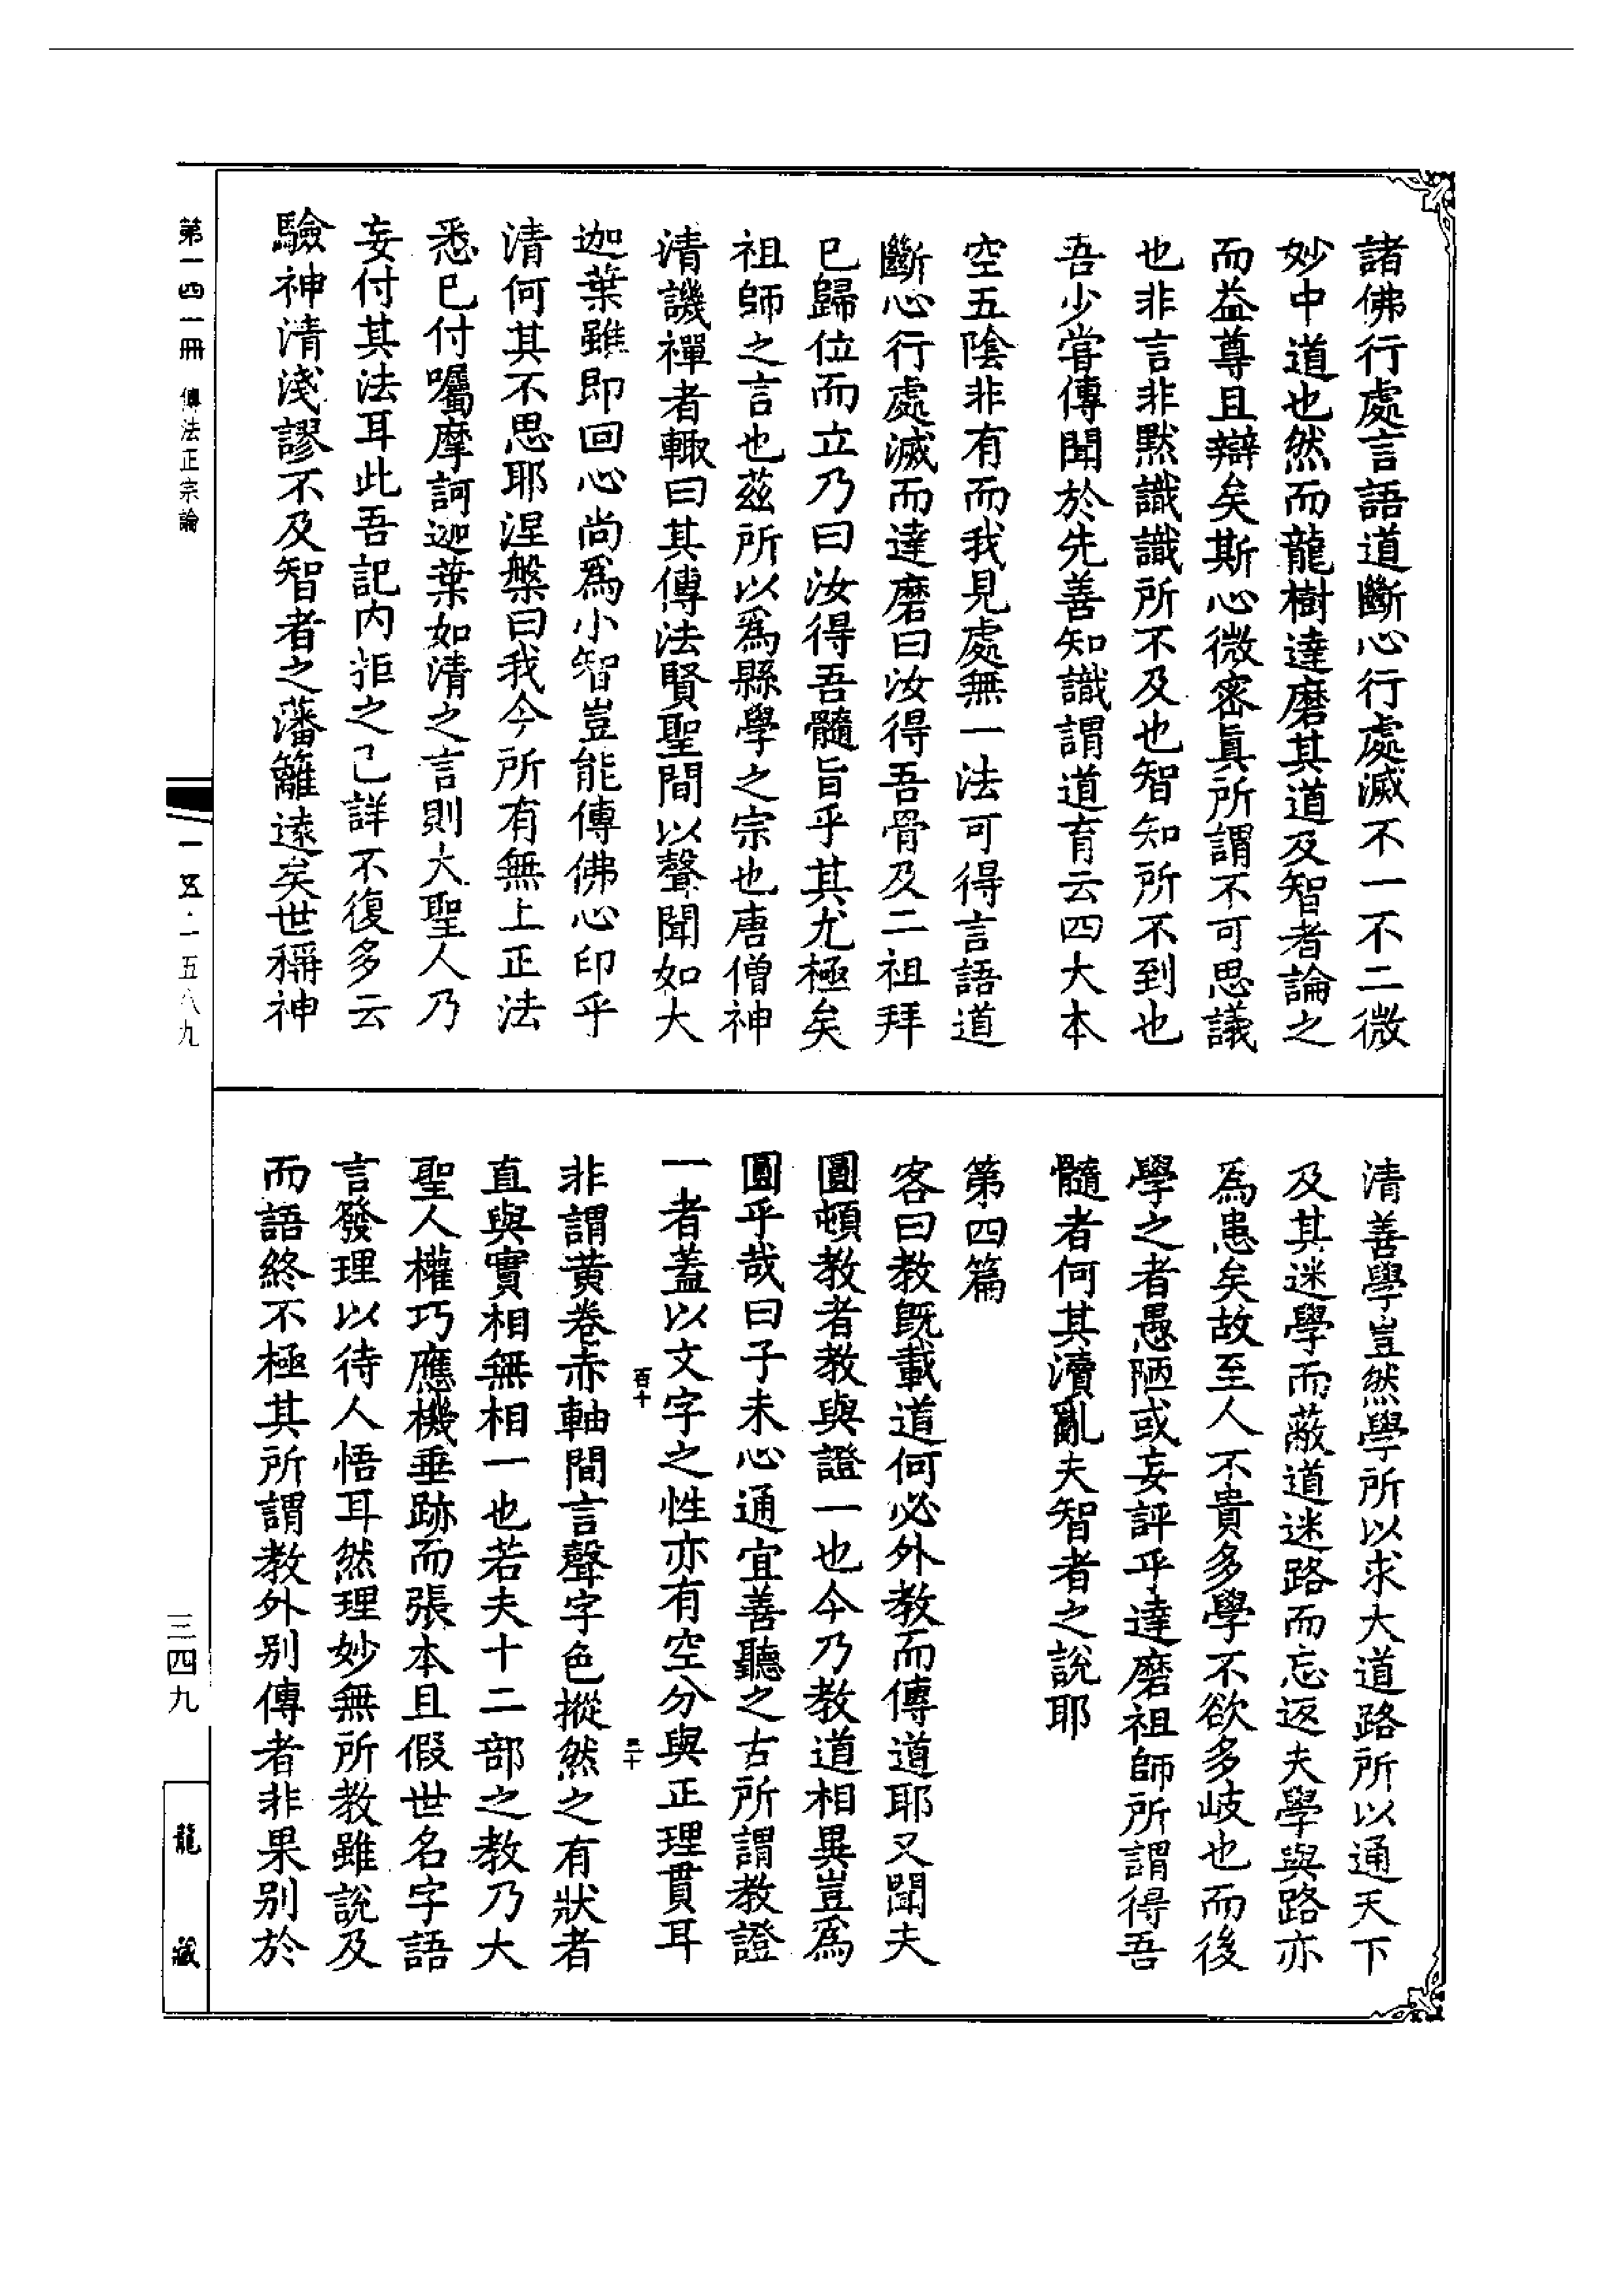 諸佛行處言語道斷心行處滅不一不二微
妙中道也然而龍樹達磨其道及智者論之
而益尊且辯矣斯心微密眞所謂不可思議
也非言非默識識所不及也智知所不到也
吾少嘗傳聞於先善知識謂道育云四大本
空五陰非有而我見處無一法可得言語道
斷心行處滅而達磨曰汝得吾骨及二祖拜
已歸位而立乃曰汝得吾髓旨乎其尤極矣
祖師之言也茲所以爲縣學之宗也唐僧神
清譏禪者輙曰其傳法賢聖間以聲聞如大
迦葉雖即回心尚爲小智豈能傳佛心印乎
清何其不思耶涅槃曰我今所有無上正法
悉已付囑摩訶迦葉如清之言則大聖人乃
妄付其法耳此吾記内拒之已詳不復多云
驗神清淺謬不及智者之藩籬遠矣世稱神
清善學豈然學所以求大道路所以通天下
及其迷學而蔽道迷路而忘返夫學與路亦
爲患矣故至人不貴多學不欲多岐也而後
學之者愚陋或妄評乎達磨祖師所謂得吾
髓者何其瀆亂夫智者之說耶
第四篇
客曰教既載道何必外教而傳道耶又聞夫
圓頓教者教與證一也今乃教道相異豈爲
圓乎哉曰子未心通宜善聽之古所謂教證
一者蓋以文字之性亦有空分與正理貫耳
百十
三十
非謂黄卷赤軸間言聲字色摐然之有狀者
直與實相無相一也若夫十二部之教乃大
聖人權巧應機垂跡而張本且假世名字語
言發理以待人悟耳然理妙無所教雖說及
而語終不極其所謂教外别傳者非果别於
第一四一冊 傳法正宗論
一五·一五八九
三四九
龍藏